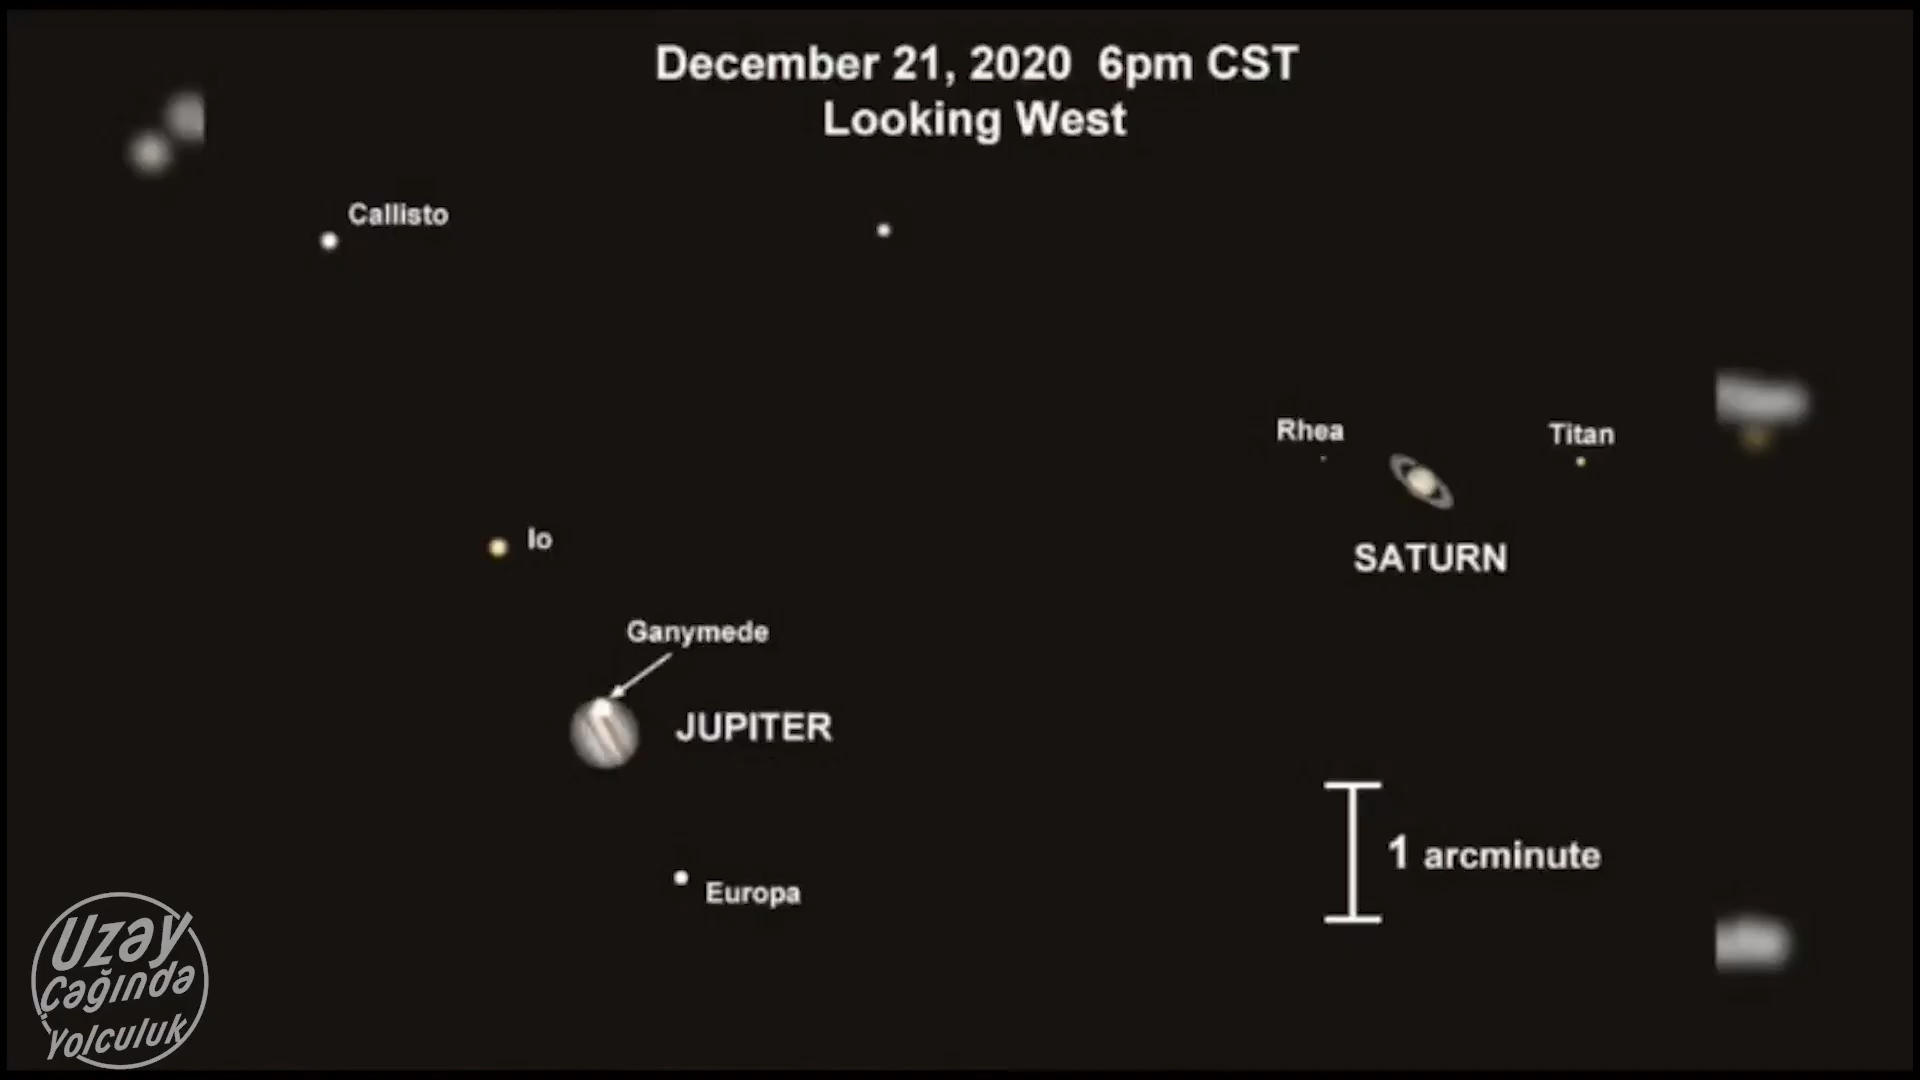 December 21, 2020 6pm CST
Looking West
Callisto
Rhea
Titan
Io
SATURN
Ganymede
JUPITER
1 arcminute
Europa
Uzay
Çağında
Yolculuk